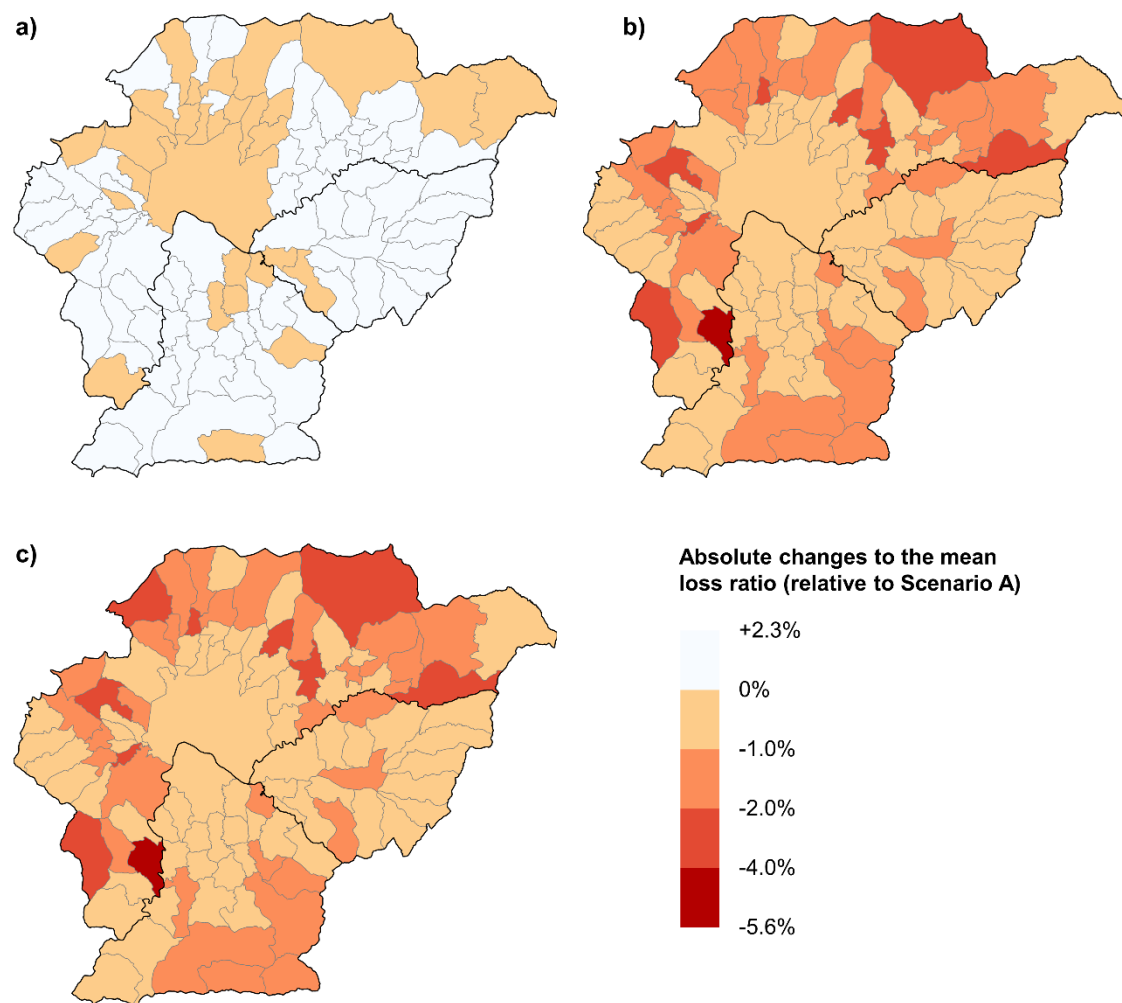 a)
b)
c)
Absolute changes to the mean
loss ratio (relative to Scenario A)
+2.3%
0%
-1.0%
-2.0%
-4.0%
-5.6%